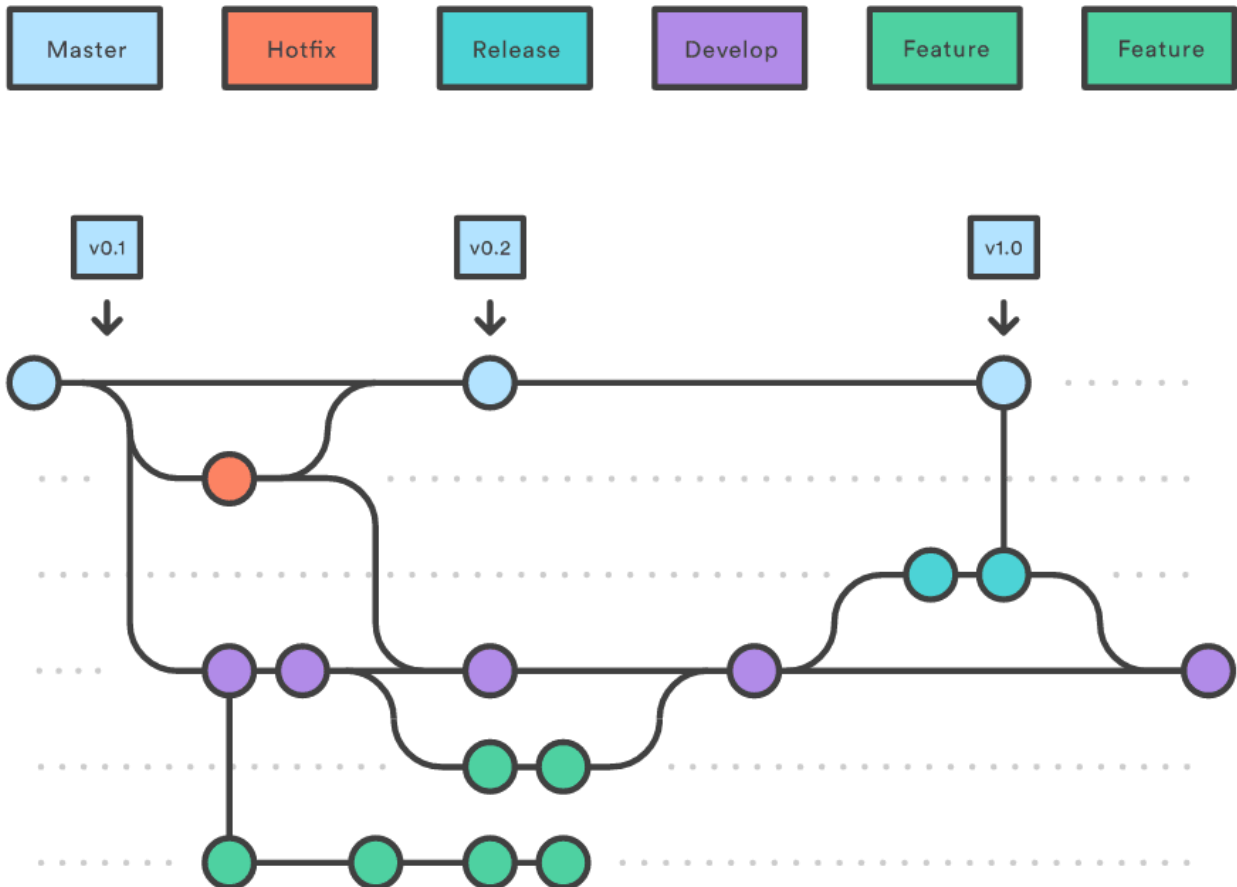 Master
Hotfix
Release
Develop
Feature
Feature
v0.1
v0.2
v1.0